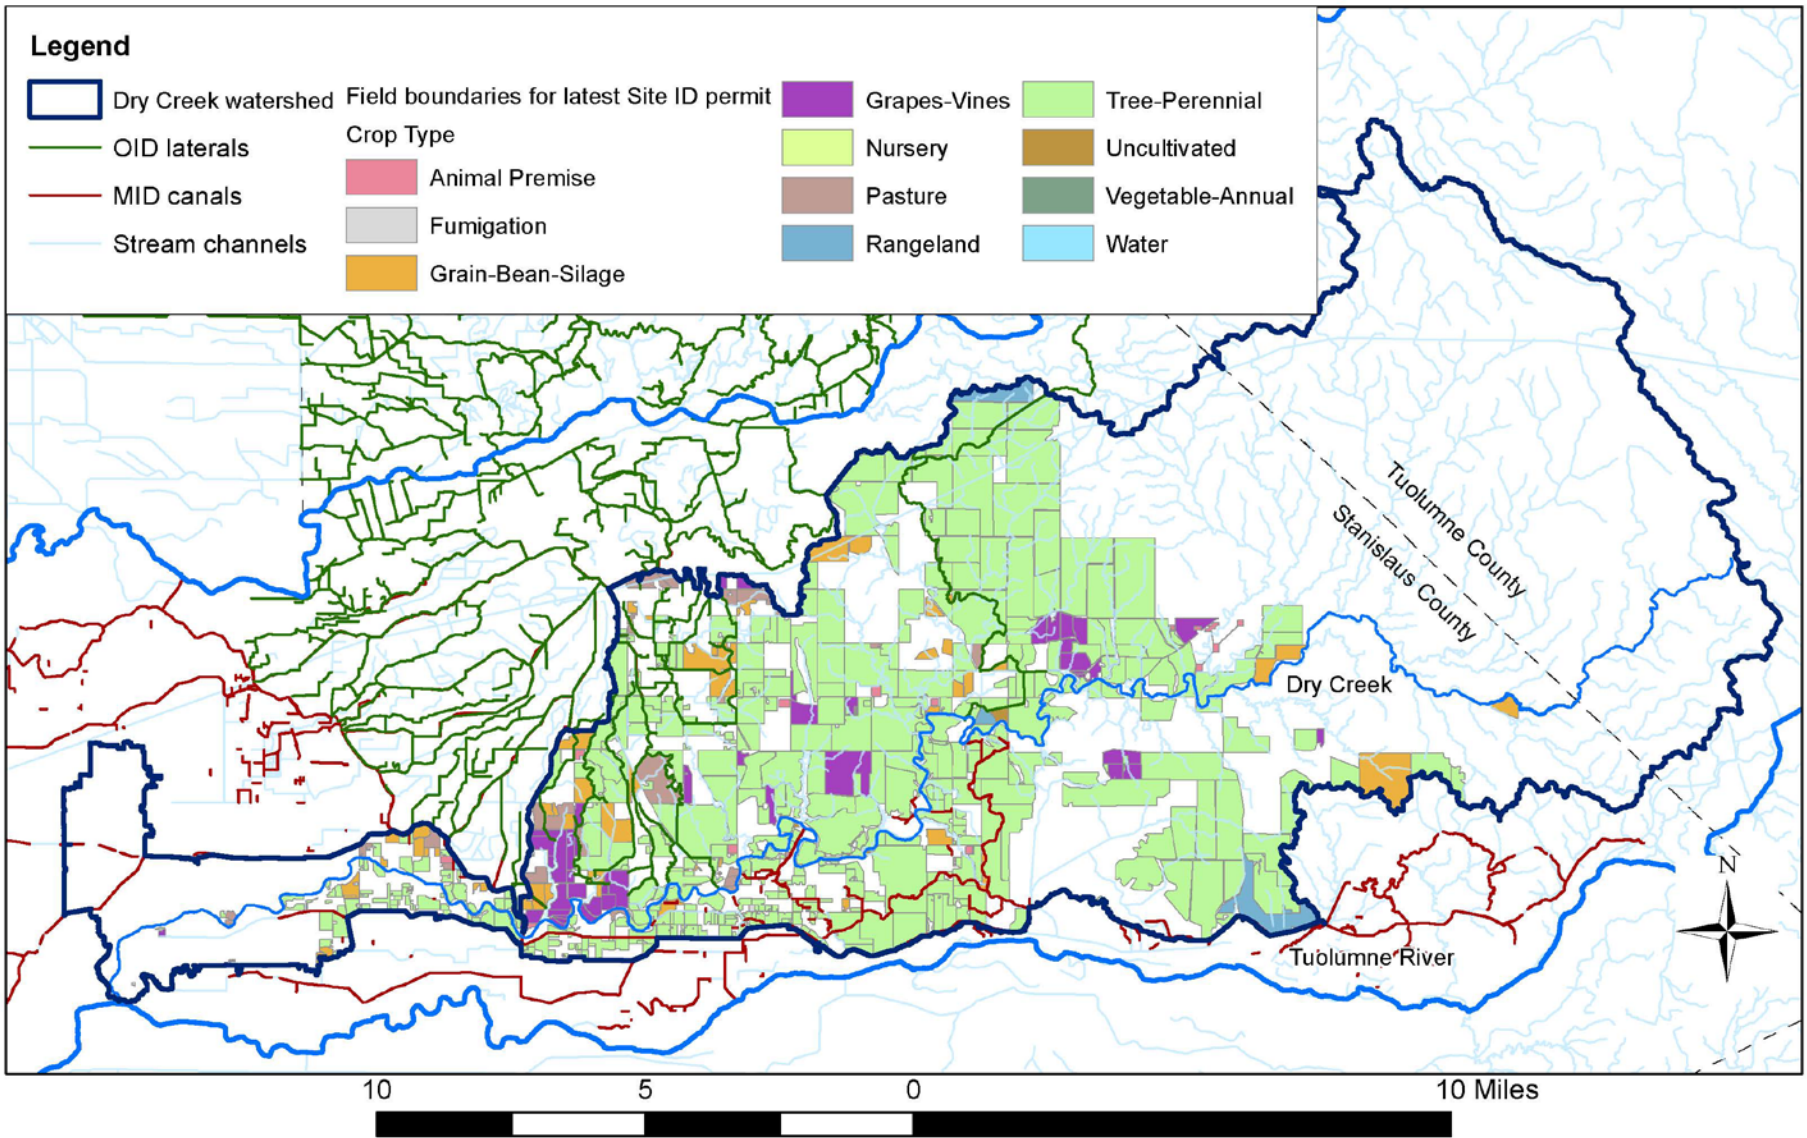 Legend
Dry Creek watershed
OID laterals
MID canals
Stream channels
Field boundaries for latest Site ID permit
Crop Type
Animal Premise
Fumigation
Grain-Bean-Silage
Grapes-Vines
Nursery
Pasture
Rangeland
Tree-Perennial
Uncultivated
Vegetable-Annual
Water
Tuolumne County
Stanislaus County
Dry Creek
Tuolumne River
N
10 5 0 10 Miles